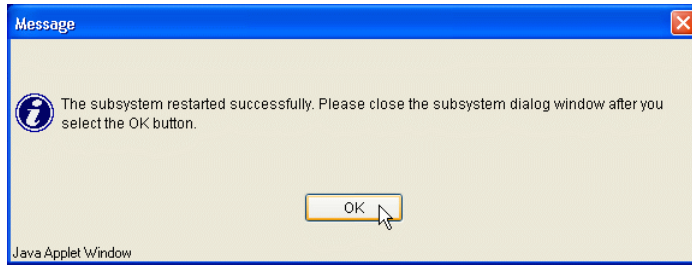 Message
The subsystem restarted successfully. Please close the subsystem dialog window after you
select the OK button.
OK
Java Applet Window